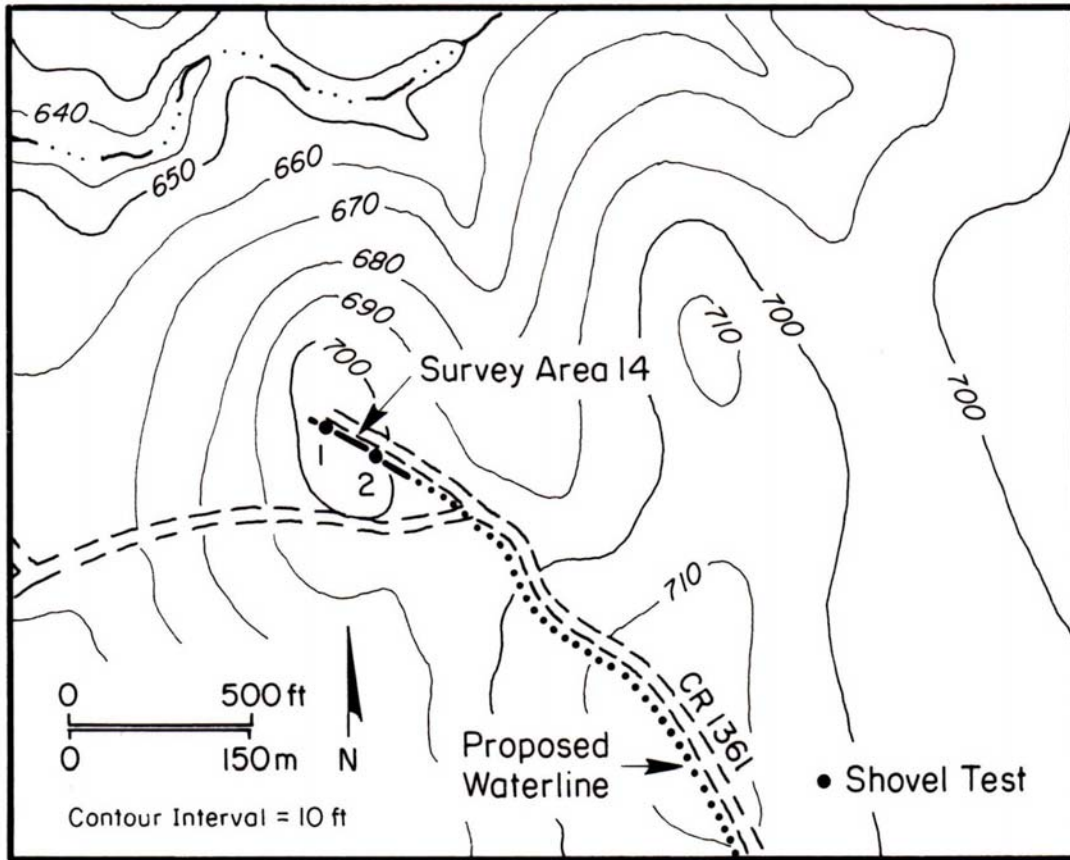 640
650
660
670
680
690
700
710
700
700
Survey Area 14
1
2
710
CR 1361
0 500 ft
0 150 m
N
Proposed
Waterline
Shovel Test
Contour Interval = 10 ft